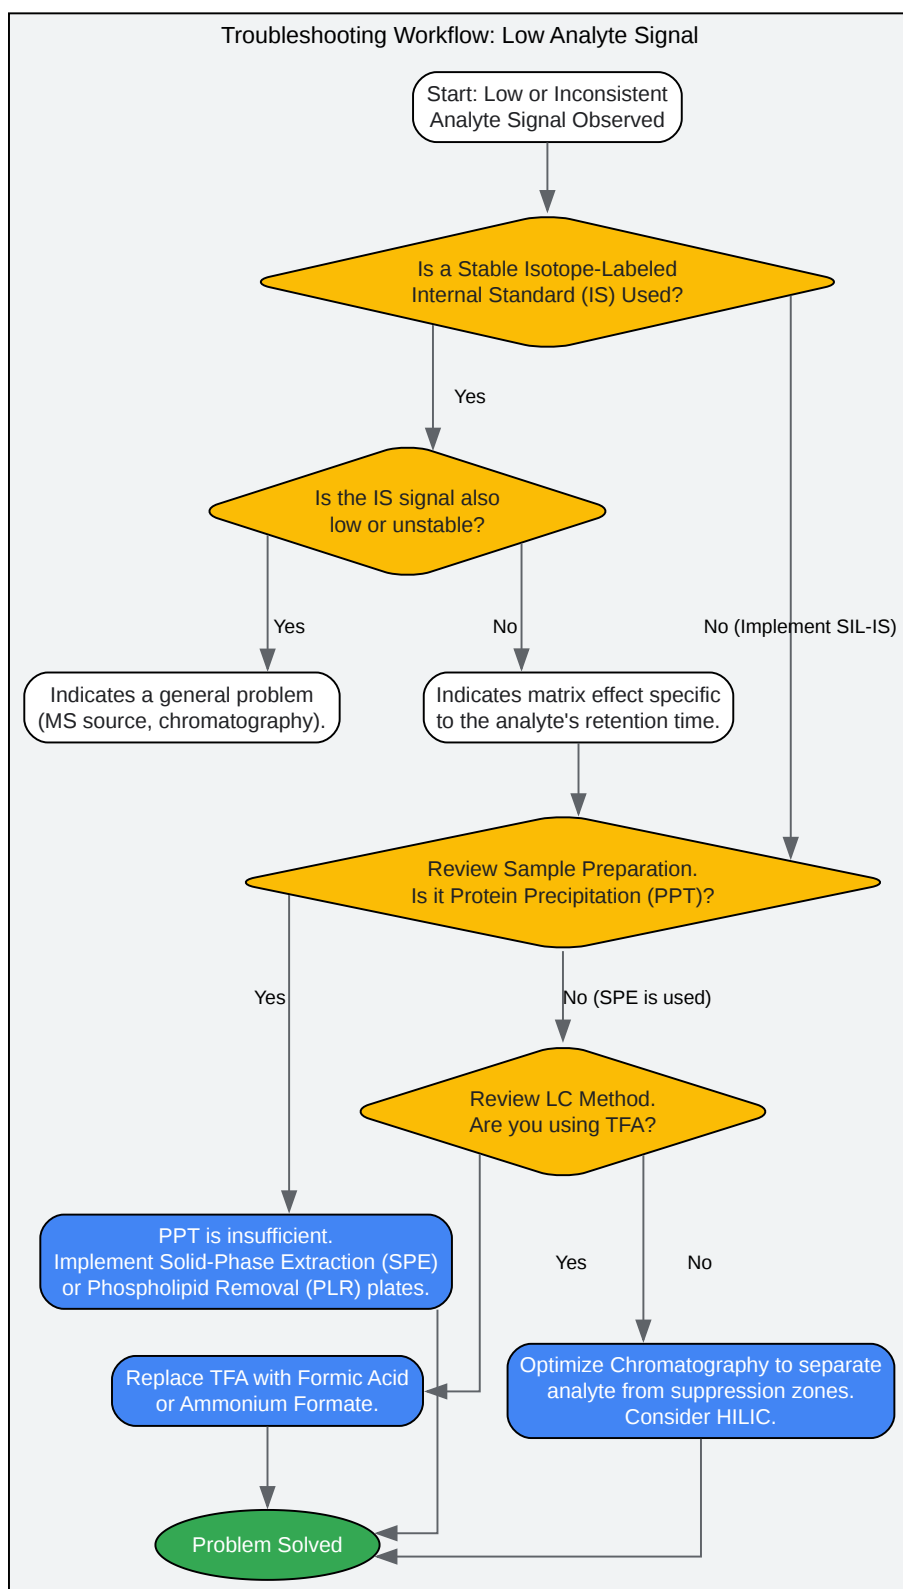 Troubleshooting Workflow: Low Analyte Signal
Start: Low or Inconsistent
Analyte Signal Observed
Is a Stable Isotope-Labeled
Internal Standard (IS) Used?
Yes
Is the IS signal also
low or unstable?
Yes
No
No (Implement SIL-IS)
Indicates a general problem
(MS source, chromatography).
Indicates matrix effect specific
to the analyte's retention time.
Review Sample Preparation.
Is it Protein Precipitation (PPT)?
Yes
No (SPE is used)
Review LC Method.
Are you using TFA?
PPT is insufficient.
Implement Solid-Phase Extraction (SPE)
or Phospholipid Removal (PLR) plates.
Yes
No
Replace TFA with Formic Acid
or Ammonium Formate.
Optimize Chromatography to separate
analyte from suppression zones.
Consider HILIC.
Problem Solved